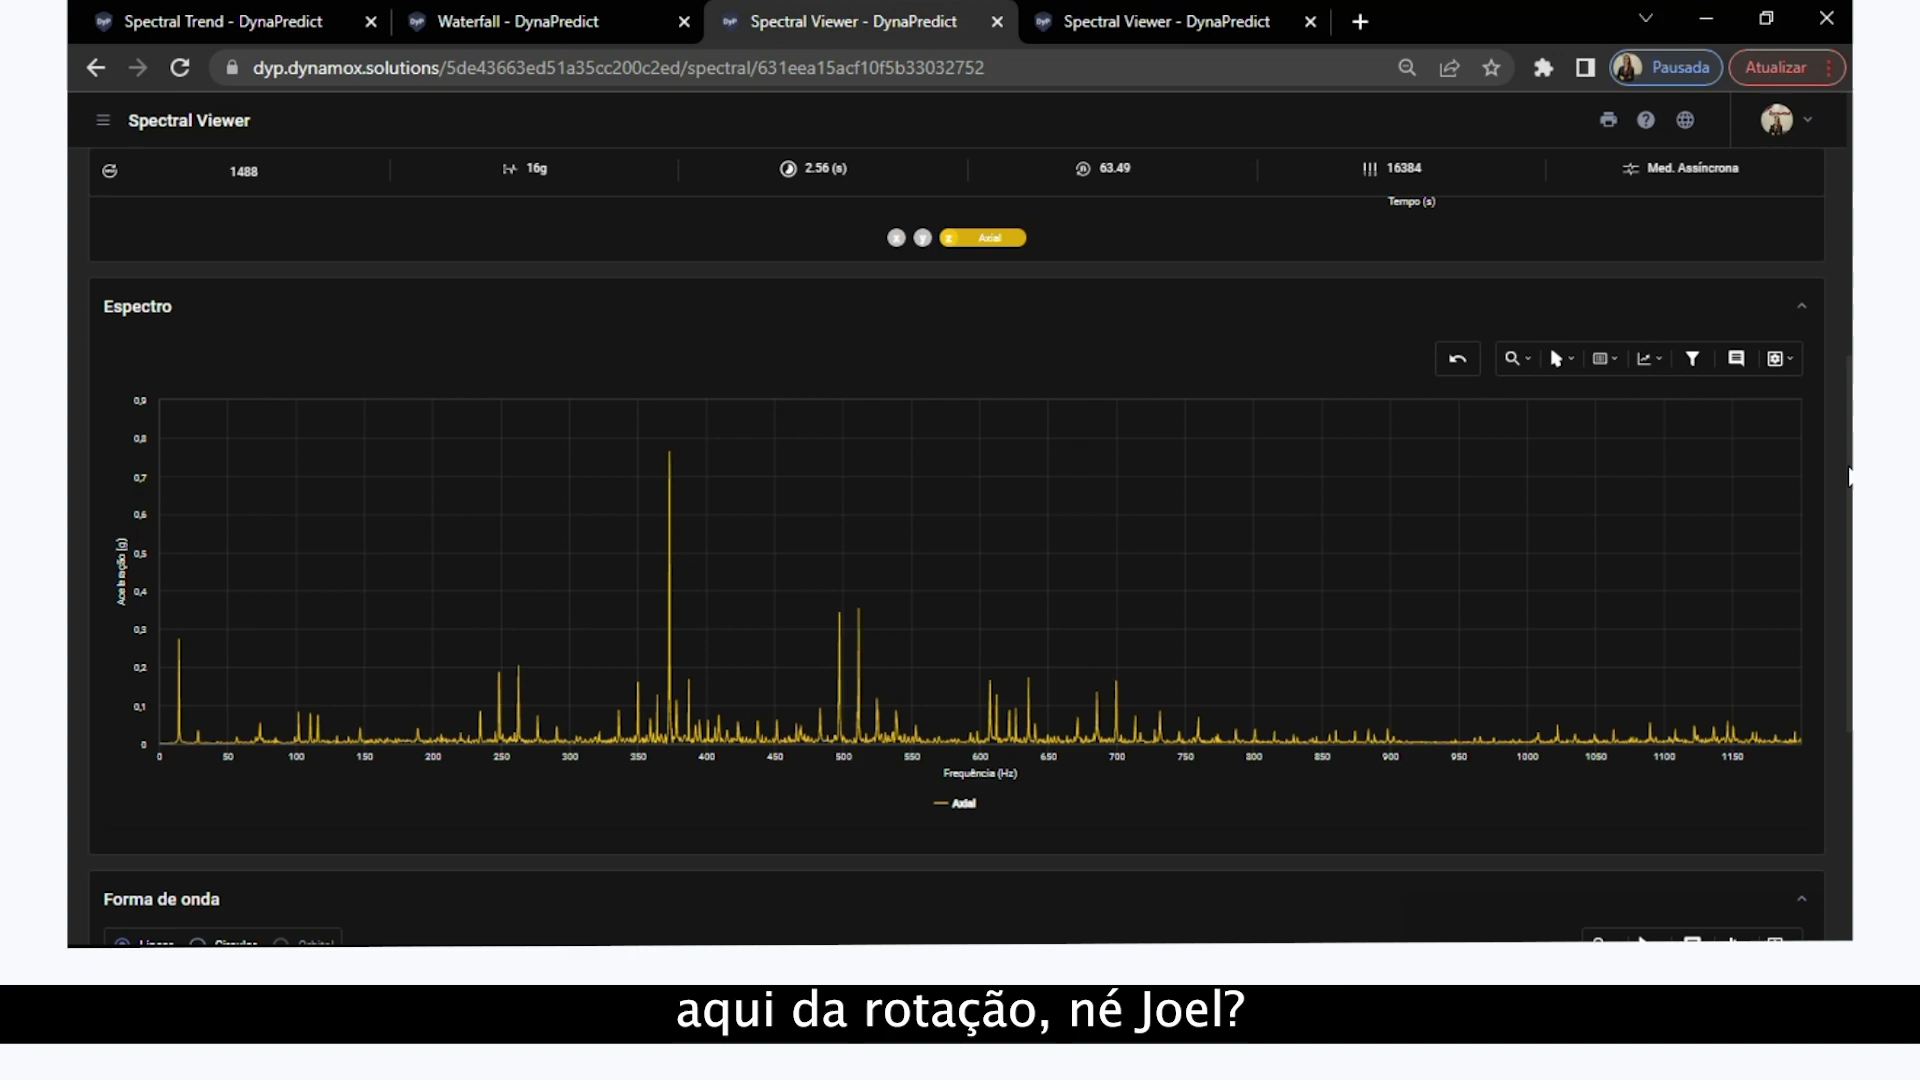 Spectral Trend - DynaPredict
Waterfall - DynaPredict
Spectral Viewer - DynaPredict
Spectral Viewer - DynaPredict
dyp.dynamox.solutions/5de43663ed51a35cc200c2ed/spectral/631eea15acf10f5b33032752
Pausada
Atualizar
Spectral Viewer
1488
16g
2.56 (s)
63.49
16384
Med. Assíncrona
Tempo (s)
x y z Axial
Espectro
0,9
0,8
0,7
0,6
0,5
0,4
0,3
0,2
0,1
0
Aceleração (g)
0 50 100 150 200 250 300 350 400 450 500 550 600 650 700 750 800 850 900 950 1000 1050 1100 1150
Frequência (Hz)
Axial
Forma de onda
Linear Circular Orbital
aqui da rotação, né Joel?